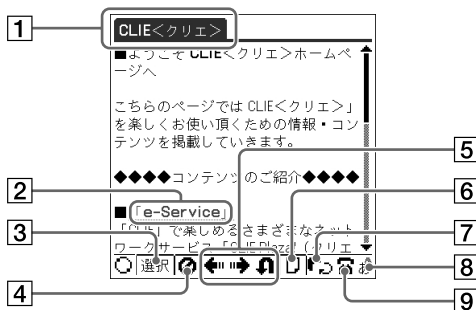 1
CLIE<クリエ>
■ようこそ CLIE<クリエ>ホームペ
ージへ
こちらのページでは CLIE<クリエ>」
を楽しくお使い頂くための情報・コン
テンツを掲載していきます。
5
◆◆◆◆コンテンツのご紹介◆◆◆◆
2
6
■「e-Service」
3
「CLIE」で楽しめるさまざまなネット
7
ワークサービス「CLIE Plaza」（クリエ
選択
あ
8
4
9